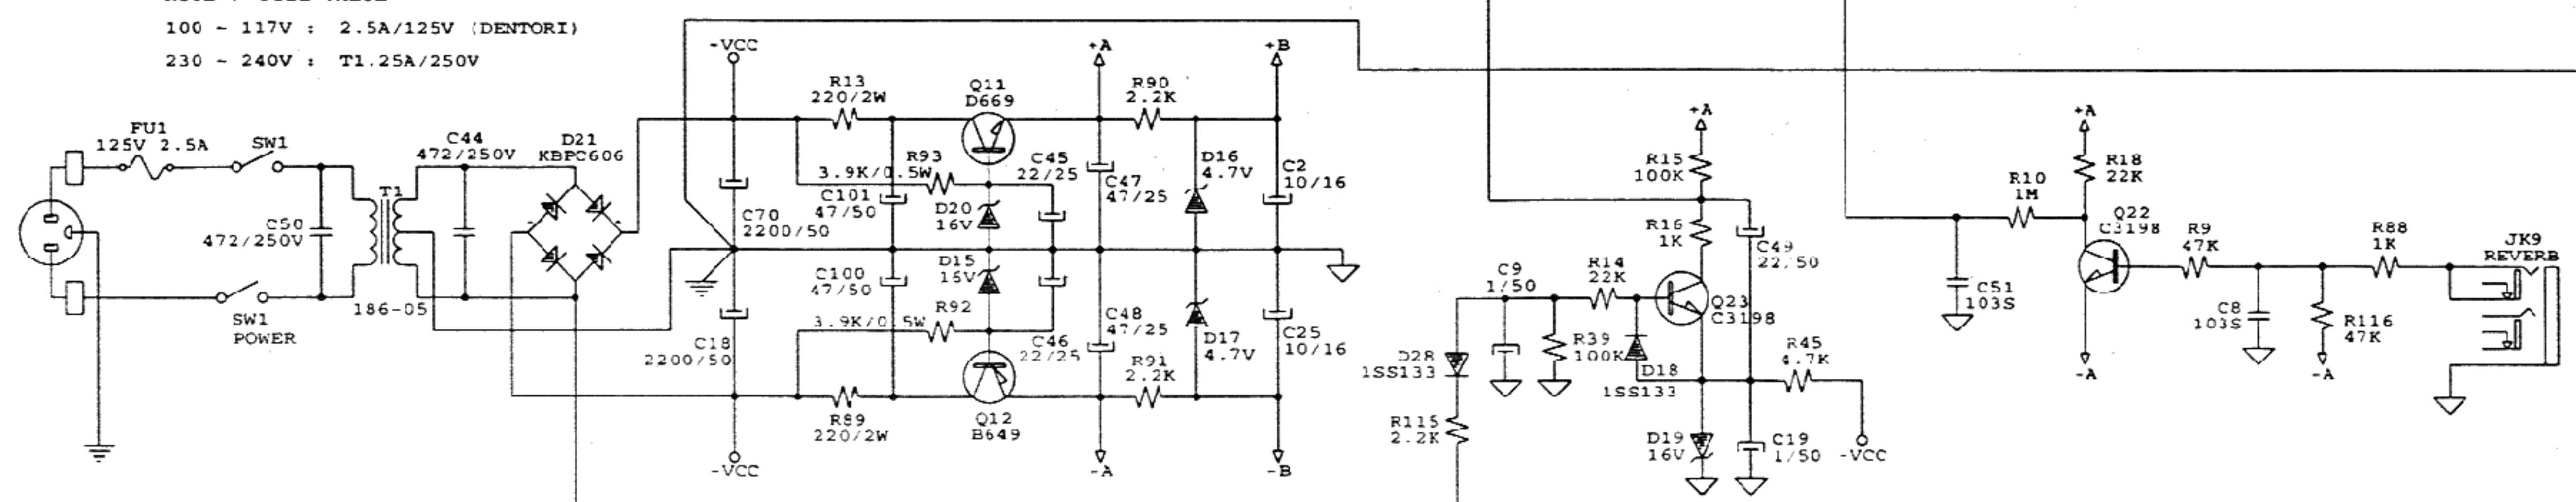 100 ~ 117V : 2.5A/125V (DENTORI)
230 ~ 240V : T1.25A/250V
FU1
125V 2.5A
SW1
C50
472/250V
SW1
POWER
T1
186-05
C44
472/250V
D21
KBPC606
-VCC
C70
2200/50
C18
2200/50
-VCC
R13
220/2W
R93
3.9K/0.5W
C101
47/50
C100
47/50
R92
3.9K/0.5W
R89
220/2W
Q11
D669
D20
16V
D15
16V
Q12
B649
C45
22/25
C46
22/25
+A
C47
47/25
C48
47/25
-A
R90
2.2K
R91
2.2K
D16
4.7V
D17
4.7V
+B
C2
10/16
C25
10/16
-B
D28
1SS133
R115
2.2K
C9
1/50
R39
100K
R14
22K
D18
1SS133
+A
R15
100K
R16
1K
Q23
C3198
C49
22/50
R45
4.7K
D19
16V
C19
1/50
-VCC
C51
103S
R10
1M
+A
R18
22K
Q22
C3198
-A
R9
47K
C8
103S
R116
47K
-A
R88
1K
JK9
REVERB